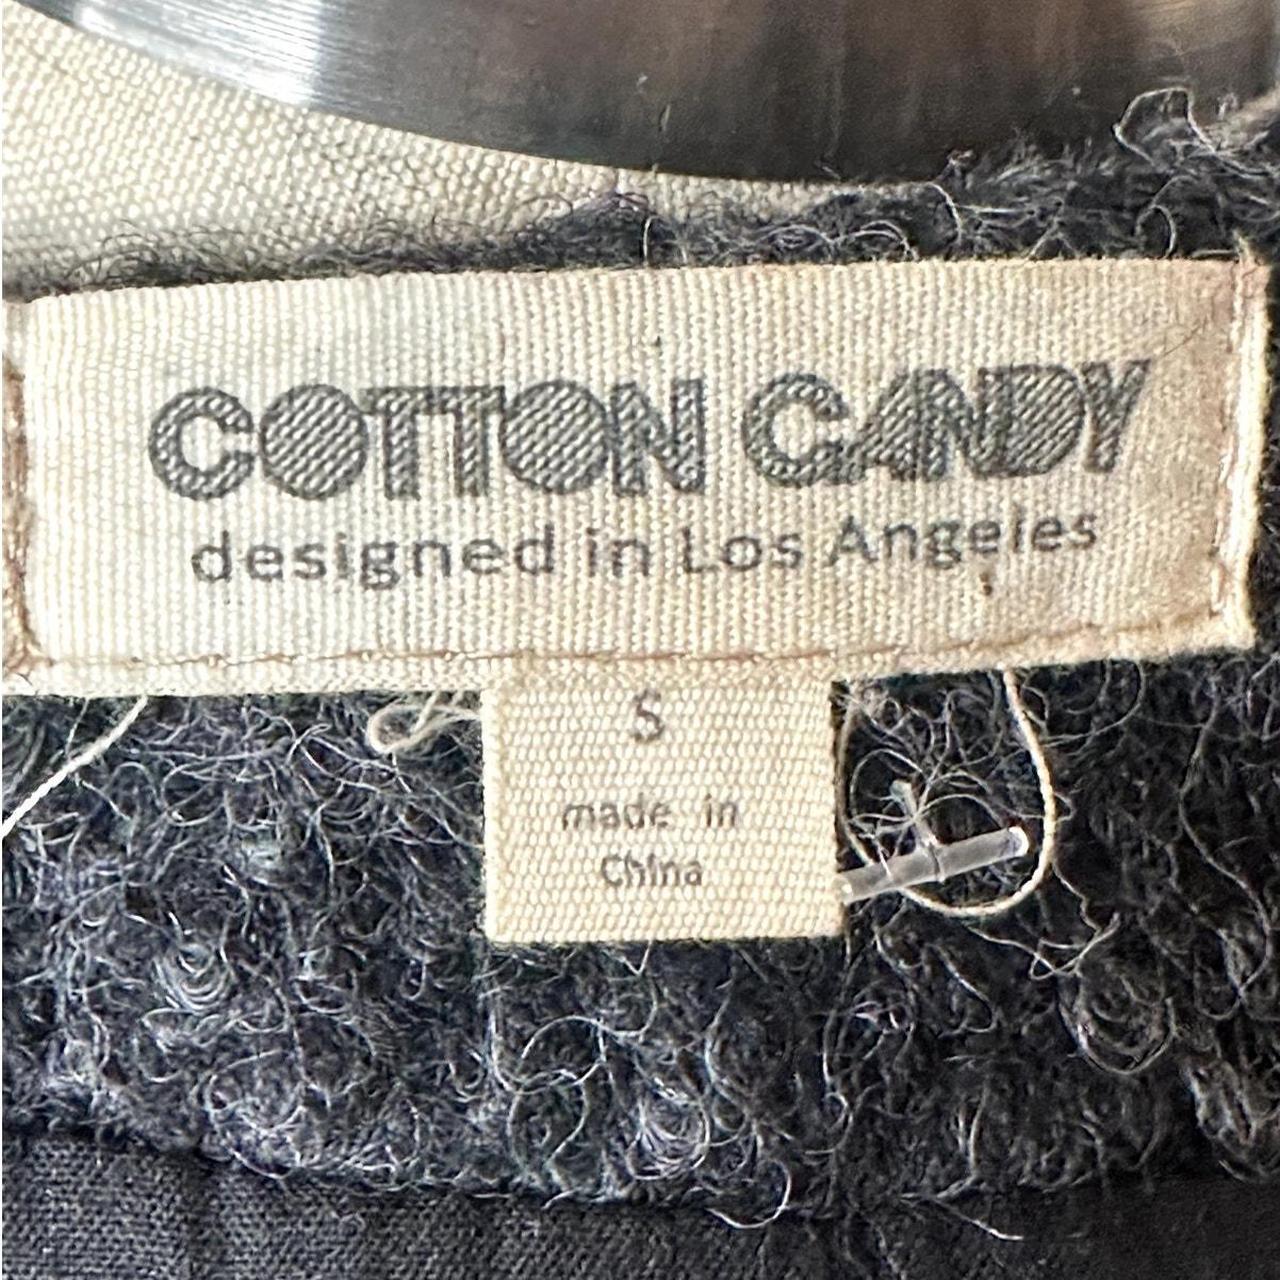 COTTON CANDY
designed in Los Angeles
S
made in
China